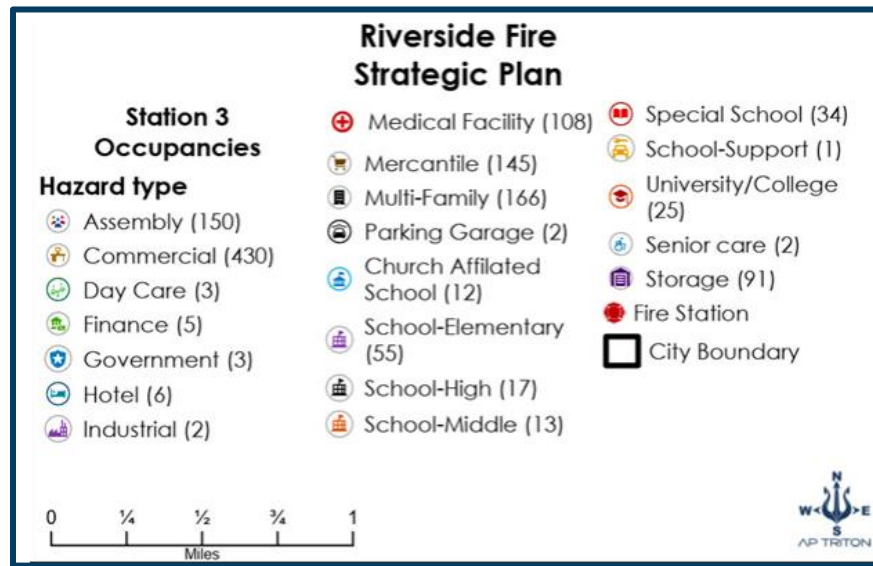 Riverside Fire
Strategic Plan
Station 3
Occupancies
Hazard type
Assembly (150)
Commercial (430)
Day Care (3)
Finance (5)
Government (3)
Hotel (6)
Industrial (2)
Medical Facility (108)
Mercantile (145)
Multi-Family (166)
Parking Garage (2)
Church Affilated
School (12)
School-Elementary
(55)
School-High (17)
School-Middle (13)
Special School (34)
School-Support (1)
University/College
(25)
Senior care (2)
Storage (91)
Fire Station
City Boundary
0 ¼ ½ ¾ 1
Miles
N
W E
S
AP TRITON